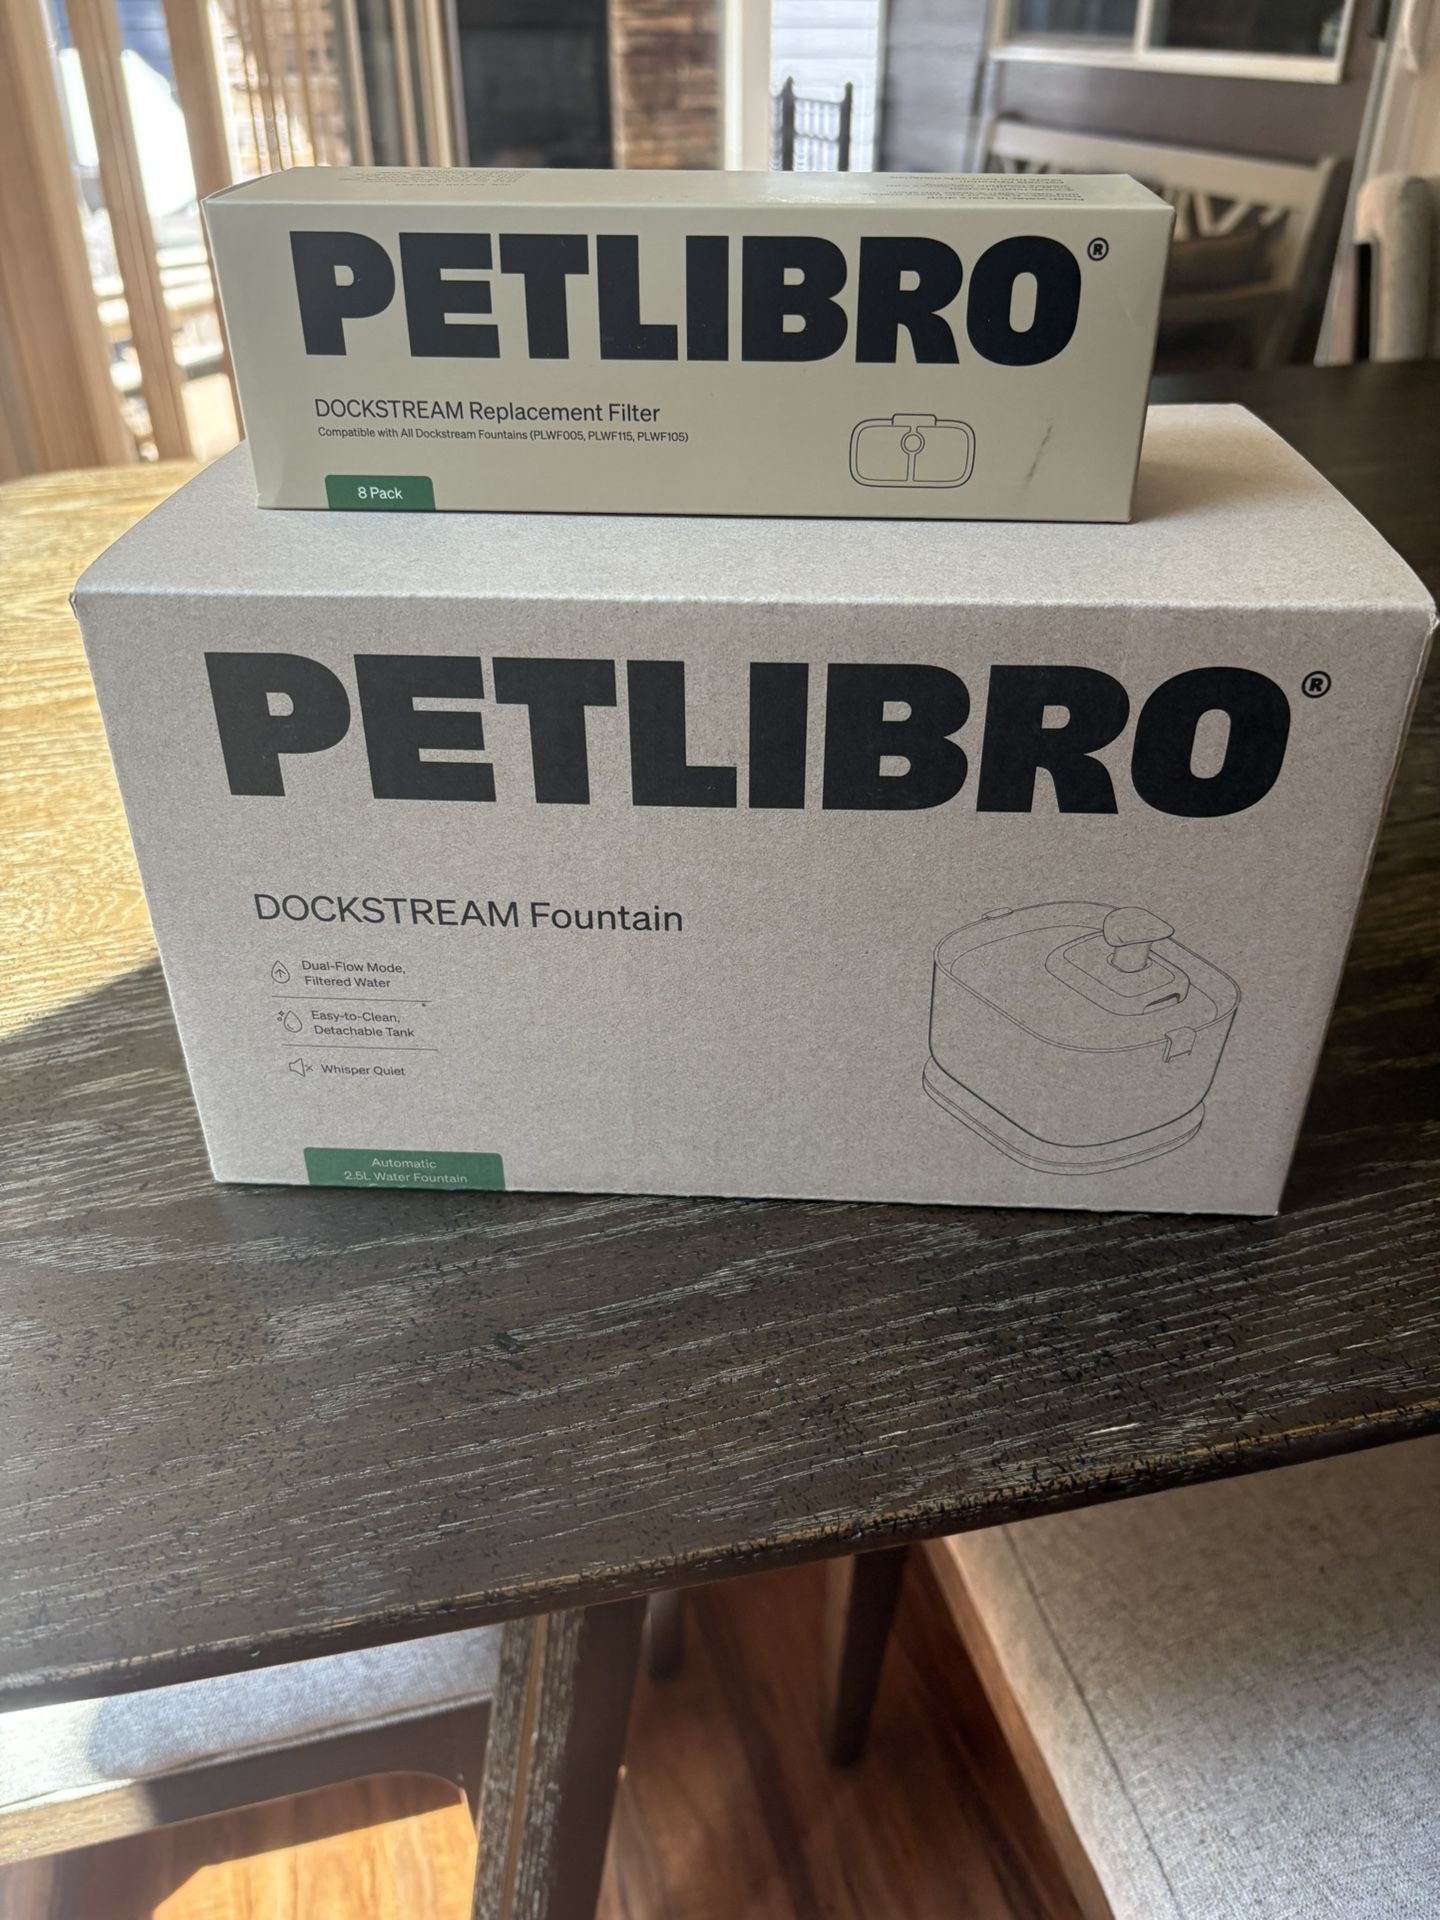 PETLIBRO®
DOCKSTREAM Replacement Filter
Compatible with All Dockstream Fountains (PLWF005, PLWF115, PLWF105)
8 Pack
PETLIBRO®
DOCKSTREAM Fountain
Dual-Flow Mode,
Filtered Water
Easy-to-Clean,
Detachable Tank
Whisper Quiet
Automatic
2.5L Water Fountain